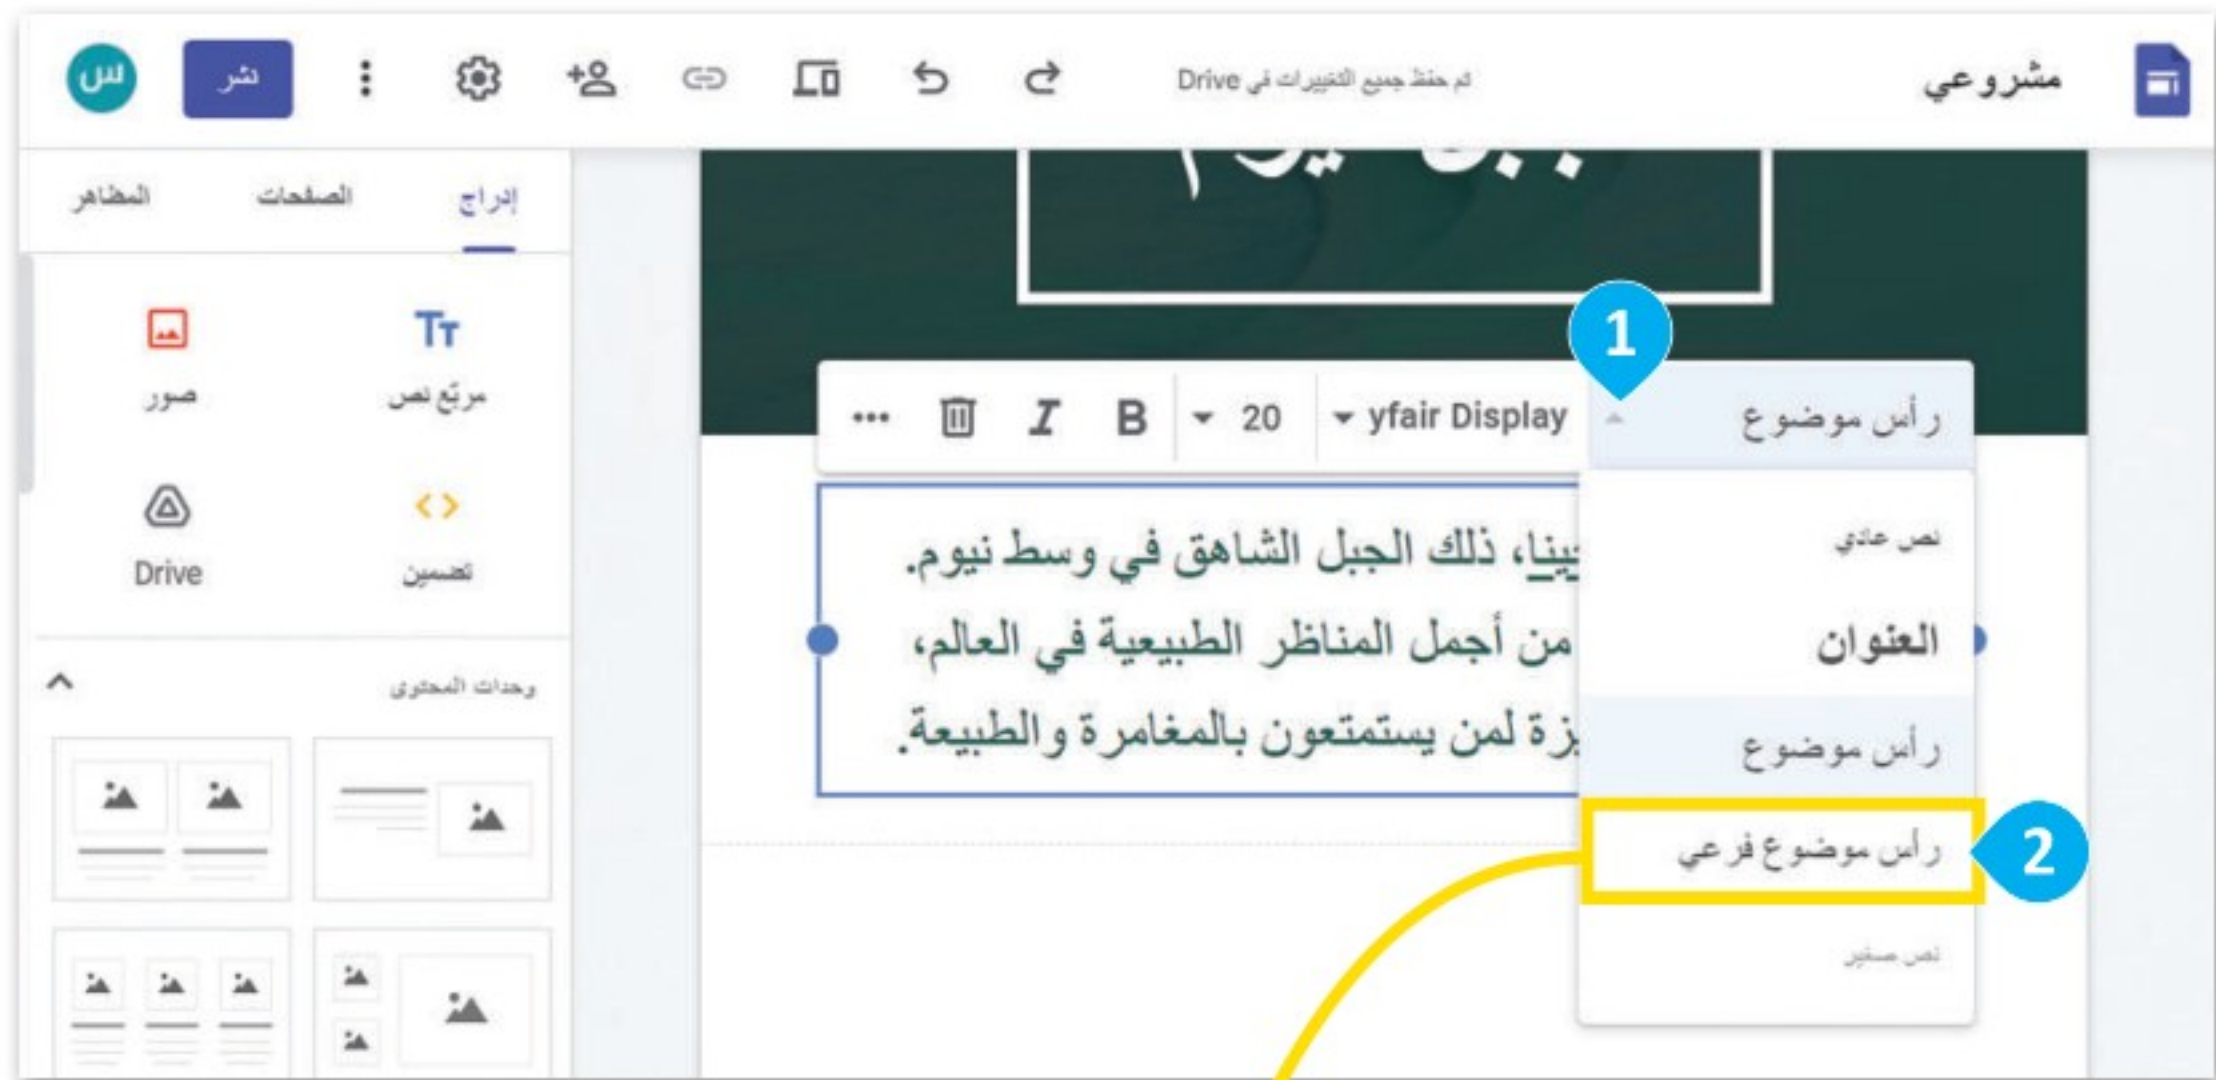 مشروعي
تم حفظ جميع التغييرات في Drive
نشر
س
إدراج
الصفحات
المظاهر
مربّع نص
صور
تضمين
Drive
وحدات المحتوى
1
رأس موضوع
yfair Display
20
B
I
ذلك الجبل الشاهق في وسط نيوم.
من أجمل المناظر الطبيعية في العالم،
لمن يستمتعون بالمغامرة والطبيعة.
نص عادي
العنوان
رأس موضوع
رأس موضوع فرعي
2
نص صغير